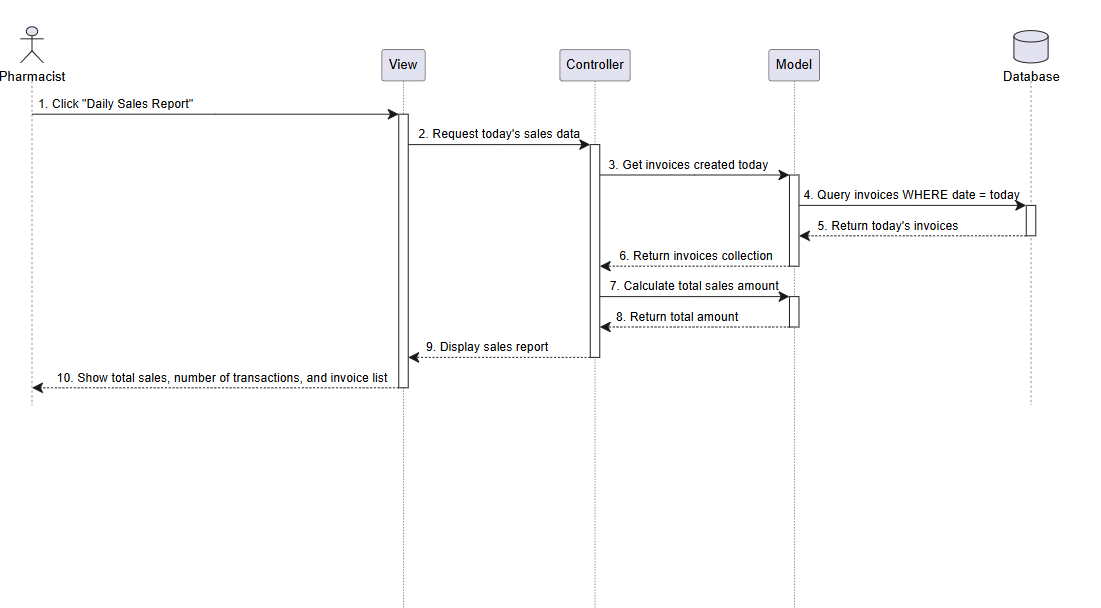 View
Controller
Model
Pharmacist
Database
1. Click "Daily Sales Report"
2. Request today's sales data
3. Get invoices created today
4. Query invoices WHERE date = today
5. Return today's invoices
6. Return invoices collection
7. Calculate total sales amount
8. Return total amount
9. Display sales report
10. Show total sales, number of transactions, and invoice list